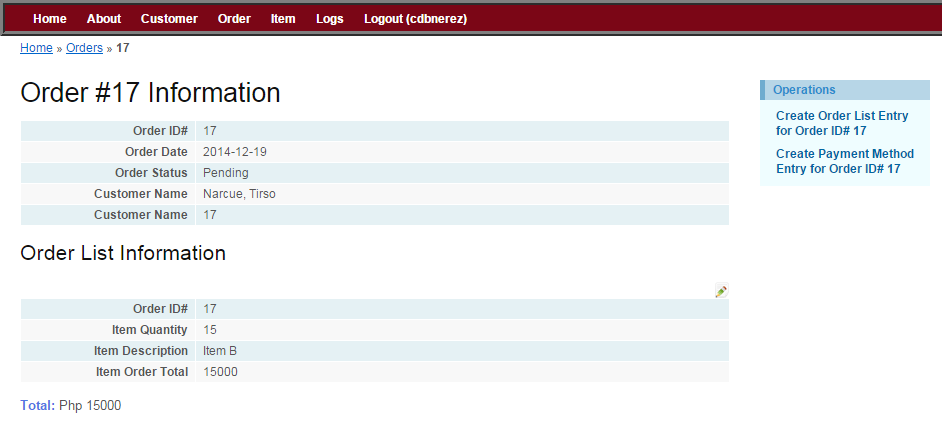 Home About Customer Order Item Logs Logout (cdbnerez)
Home » Orders » 17
Order #17 Information
Order ID# 17
Order Date 2014-12-19
Order Status Pending
Customer Name Narcue, Tirso
Customer Name 17
Order List Information
Order ID# 17
Item Quantity 15
Item Description Item B
Item Order Total 15000
Total: Php 15000
Operations
Create Order List Entry
for Order ID# 17
Create Payment Method
Entry for Order ID# 17